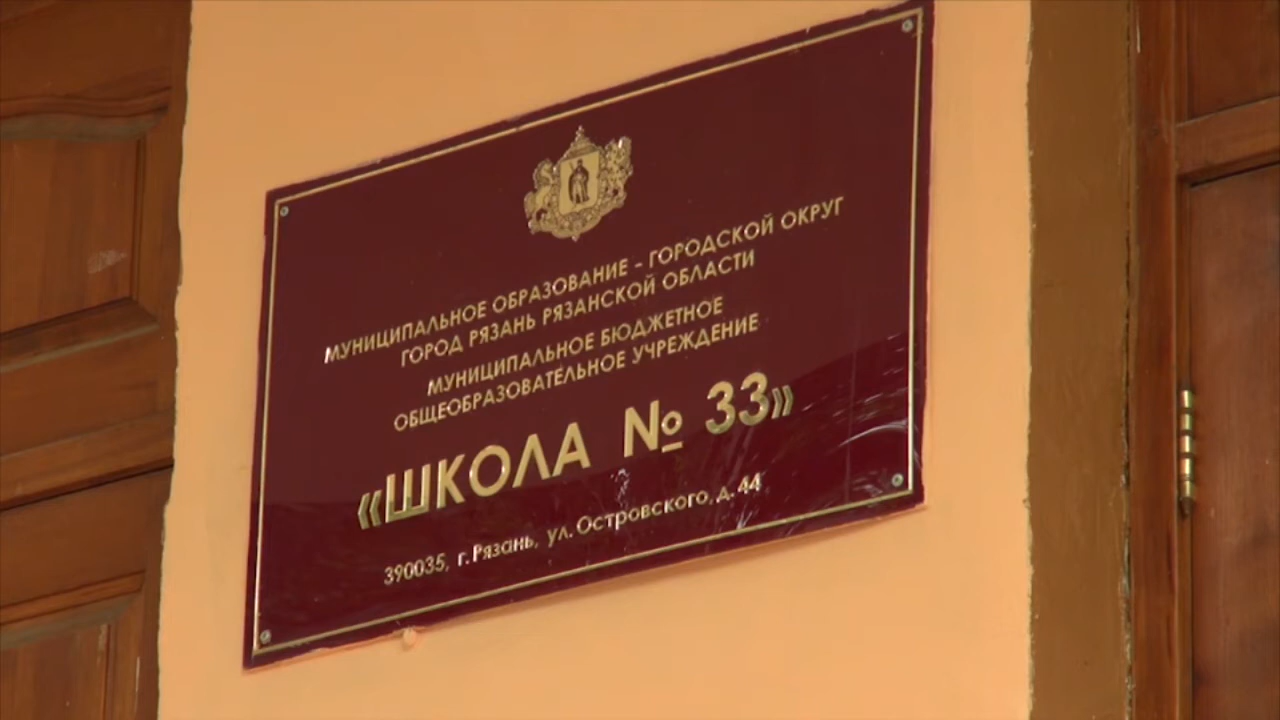 МУНИЦИПАЛЬНОЕ ОБРАЗОВАНИЕ - ГОРОДСКОЙ ОКРУГ
ГОРОД РЯЗАНЬ РЯЗАНСКОЙ ОБЛАСТИ
МУНИЦИПАЛЬНОЕ БЮДЖЕТНОЕ
ОБЩЕОБРАЗОВАТЕЛЬНОЕ УЧРЕЖДЕНИЕ
«ШКОЛА № 33»
390035, г. Рязань, ул. Островского, д. 44